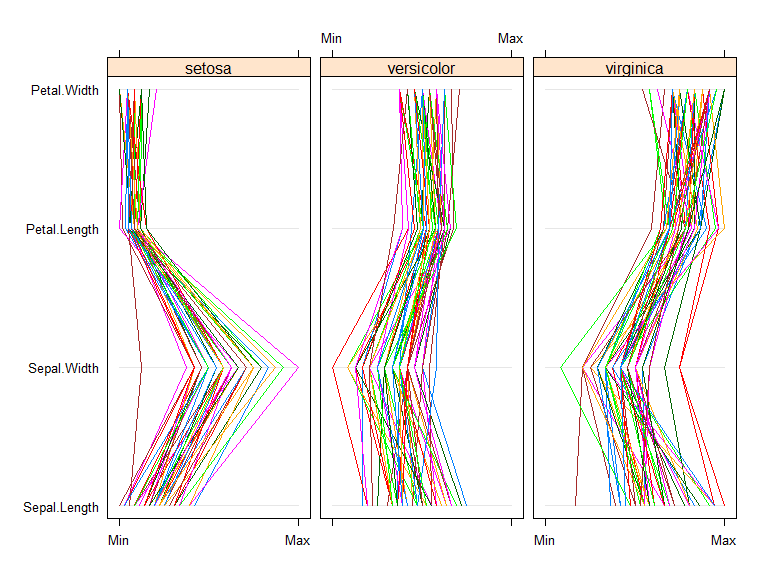 Min Max
setosa versicolor virginica
Petal.Width
Petal.Length
Sepal.Width
Sepal.Length
Min Max Min Max